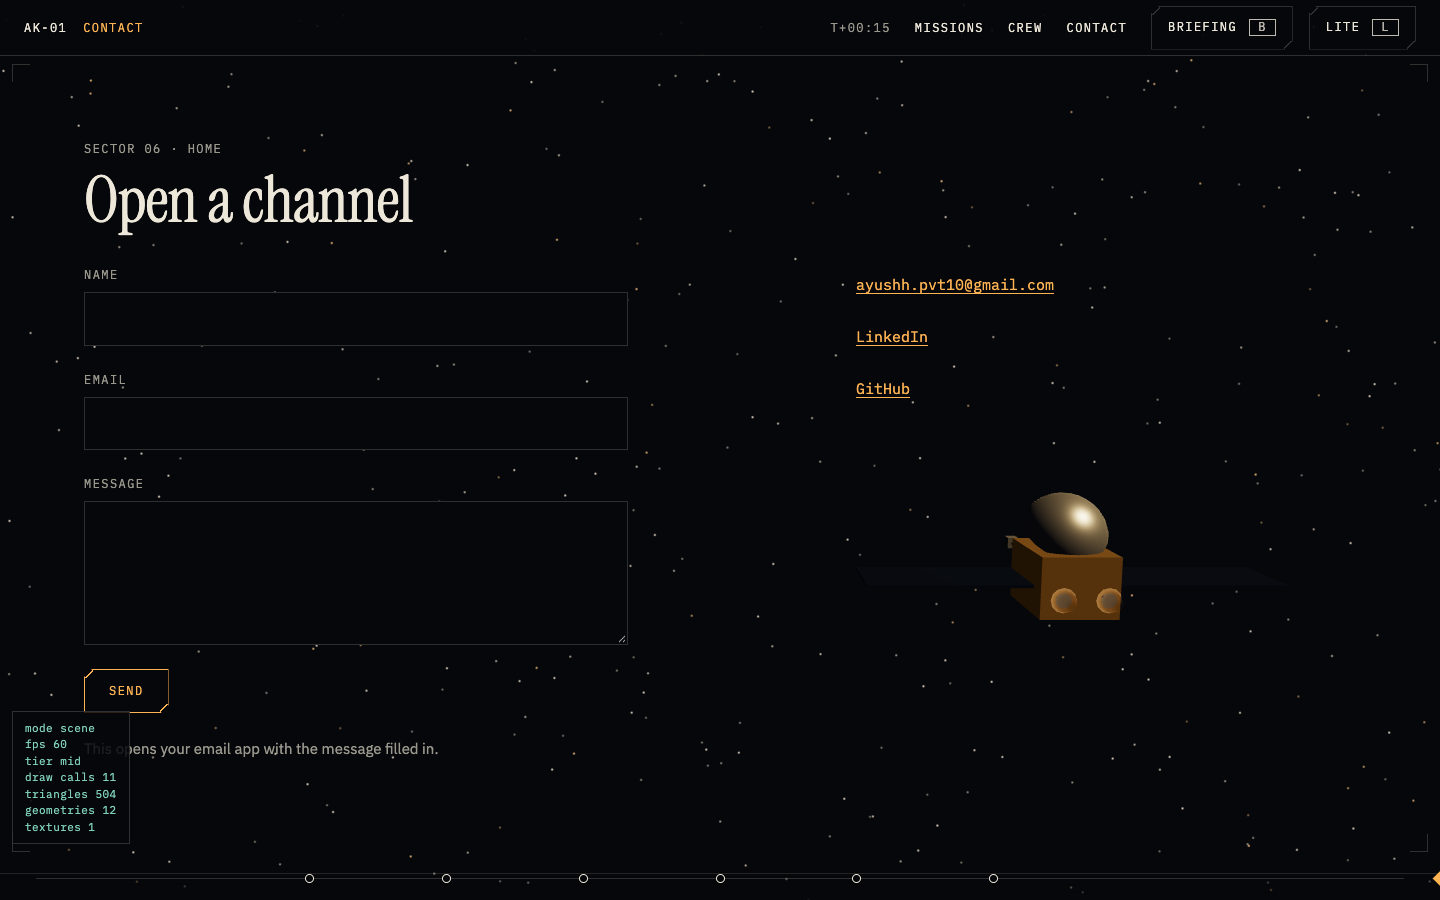 AK-01 CONTACT
T+00:15 MISSIONS CREW CONTACT BRIEFING B LITE L
SECTOR 06 · HOME
Open a channel
NAME
EMAIL
MESSAGE
ayushh.pvt10@gmail.com
LinkedIn
GitHub
SEND
This opens your email app with the message filled in.
mode scene
fps 60
tier mid
draw calls 11
triangles 504
geometries 12
textures 1